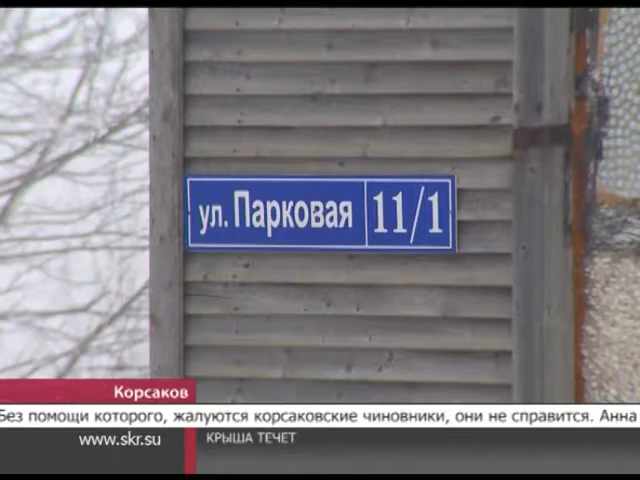 ул. Парковая 11/1
Корсаков
Без помощи которого, жалуются корсаковские чиновники, они не справится. Анна
www.skr.su КРЫША ТЕЧЕТ